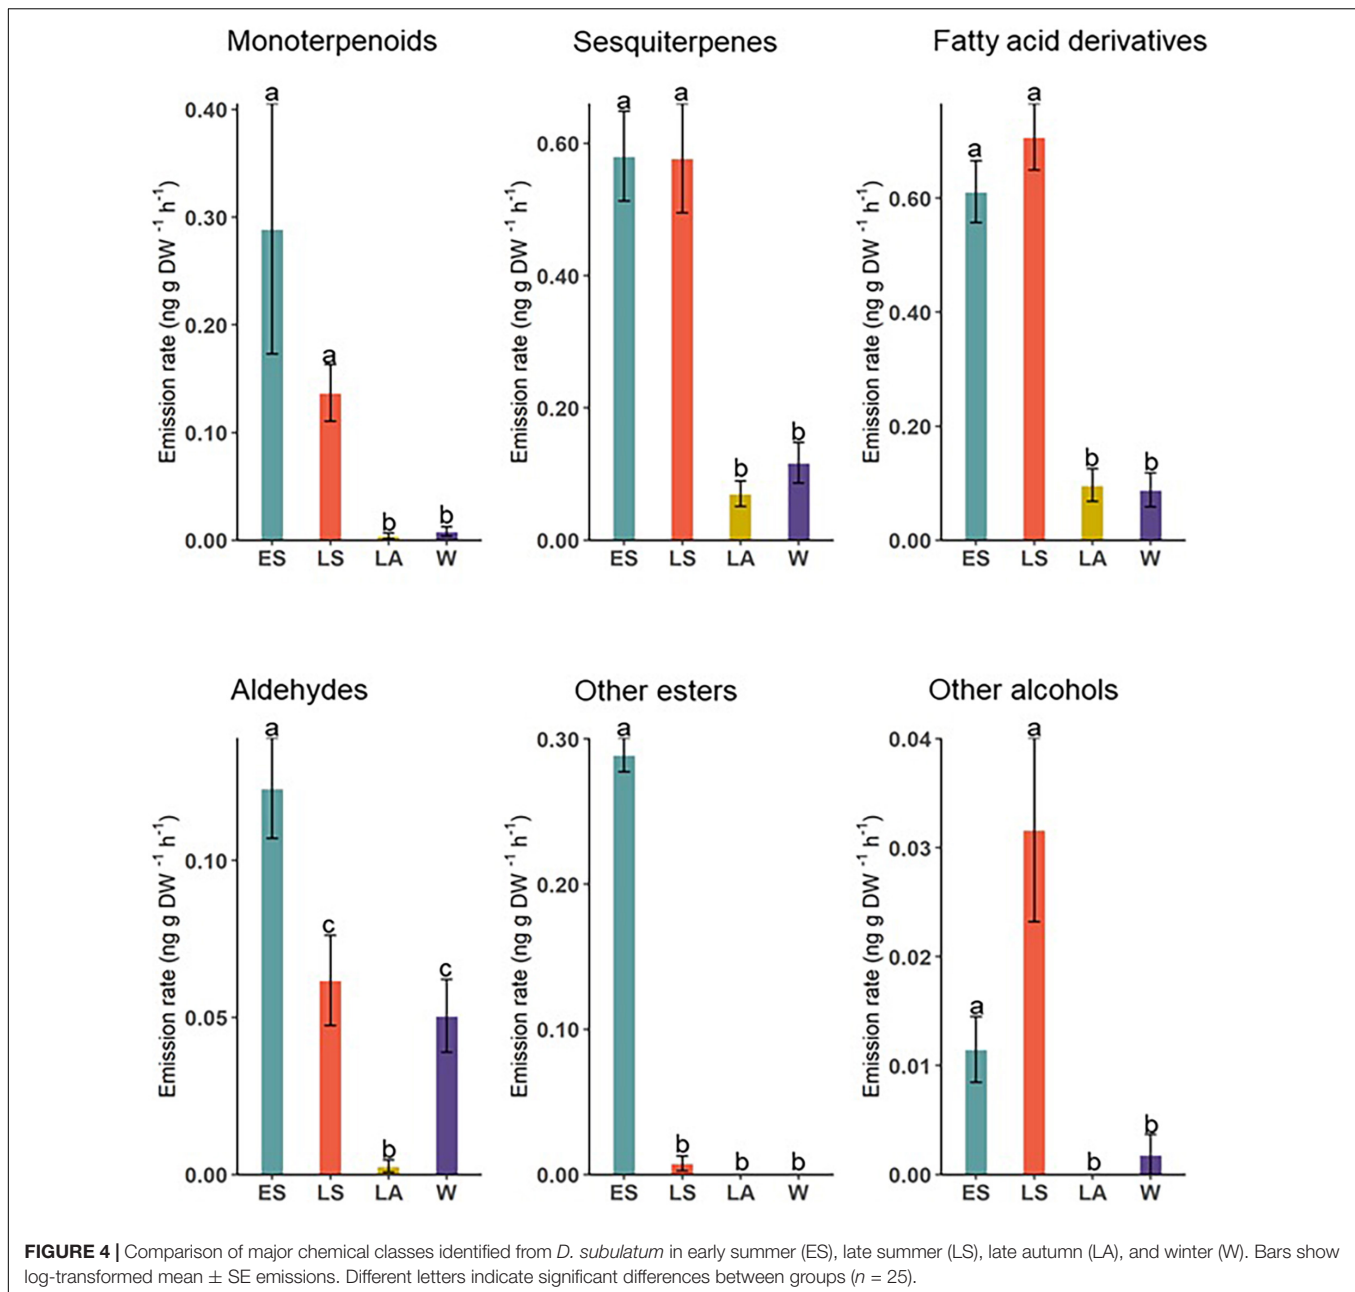 Monoterpenoids
a
0.40
0.30
a
0.20
0.10
b
b
0.00
ES LS LA W
Emission rate (ng g DW ⁻¹ h⁻¹)
Sesquiterpenes
a a
0.60
0.40
0.20
b
b
0.00
ES LS LA W
Emission rate (ng g DW ⁻¹ h⁻¹)
Fatty acid derivatives
a
a
0.60
0.40
0.20
b b
0.00
ES LS LA W
Emission rate (ng g DW ⁻¹ h⁻¹)
Aldehydes
a
0.10
c
c
0.05
b
0.00
ES LS LA W
Emission rate (ng g DW ⁻¹ h⁻¹)
Other esters
a
0.30
0.20
0.10
b
b b
0.00
ES LS LA W
Emission rate (ng g DW ⁻¹ h⁻¹)
Other alcohols
a
0.04
0.03
0.02
a
0.01
b
b
0.00
ES LS LA W
Emission rate (ng g DW ⁻¹ h⁻¹)
FIGURE 4 | Comparison of major chemical classes identified from D. subulatum in early summer (ES), late summer (LS), late autumn (LA), and winter (W). Bars show
log-transformed mean ± SE emissions. Different letters indicate significant differences between groups (n = 25).